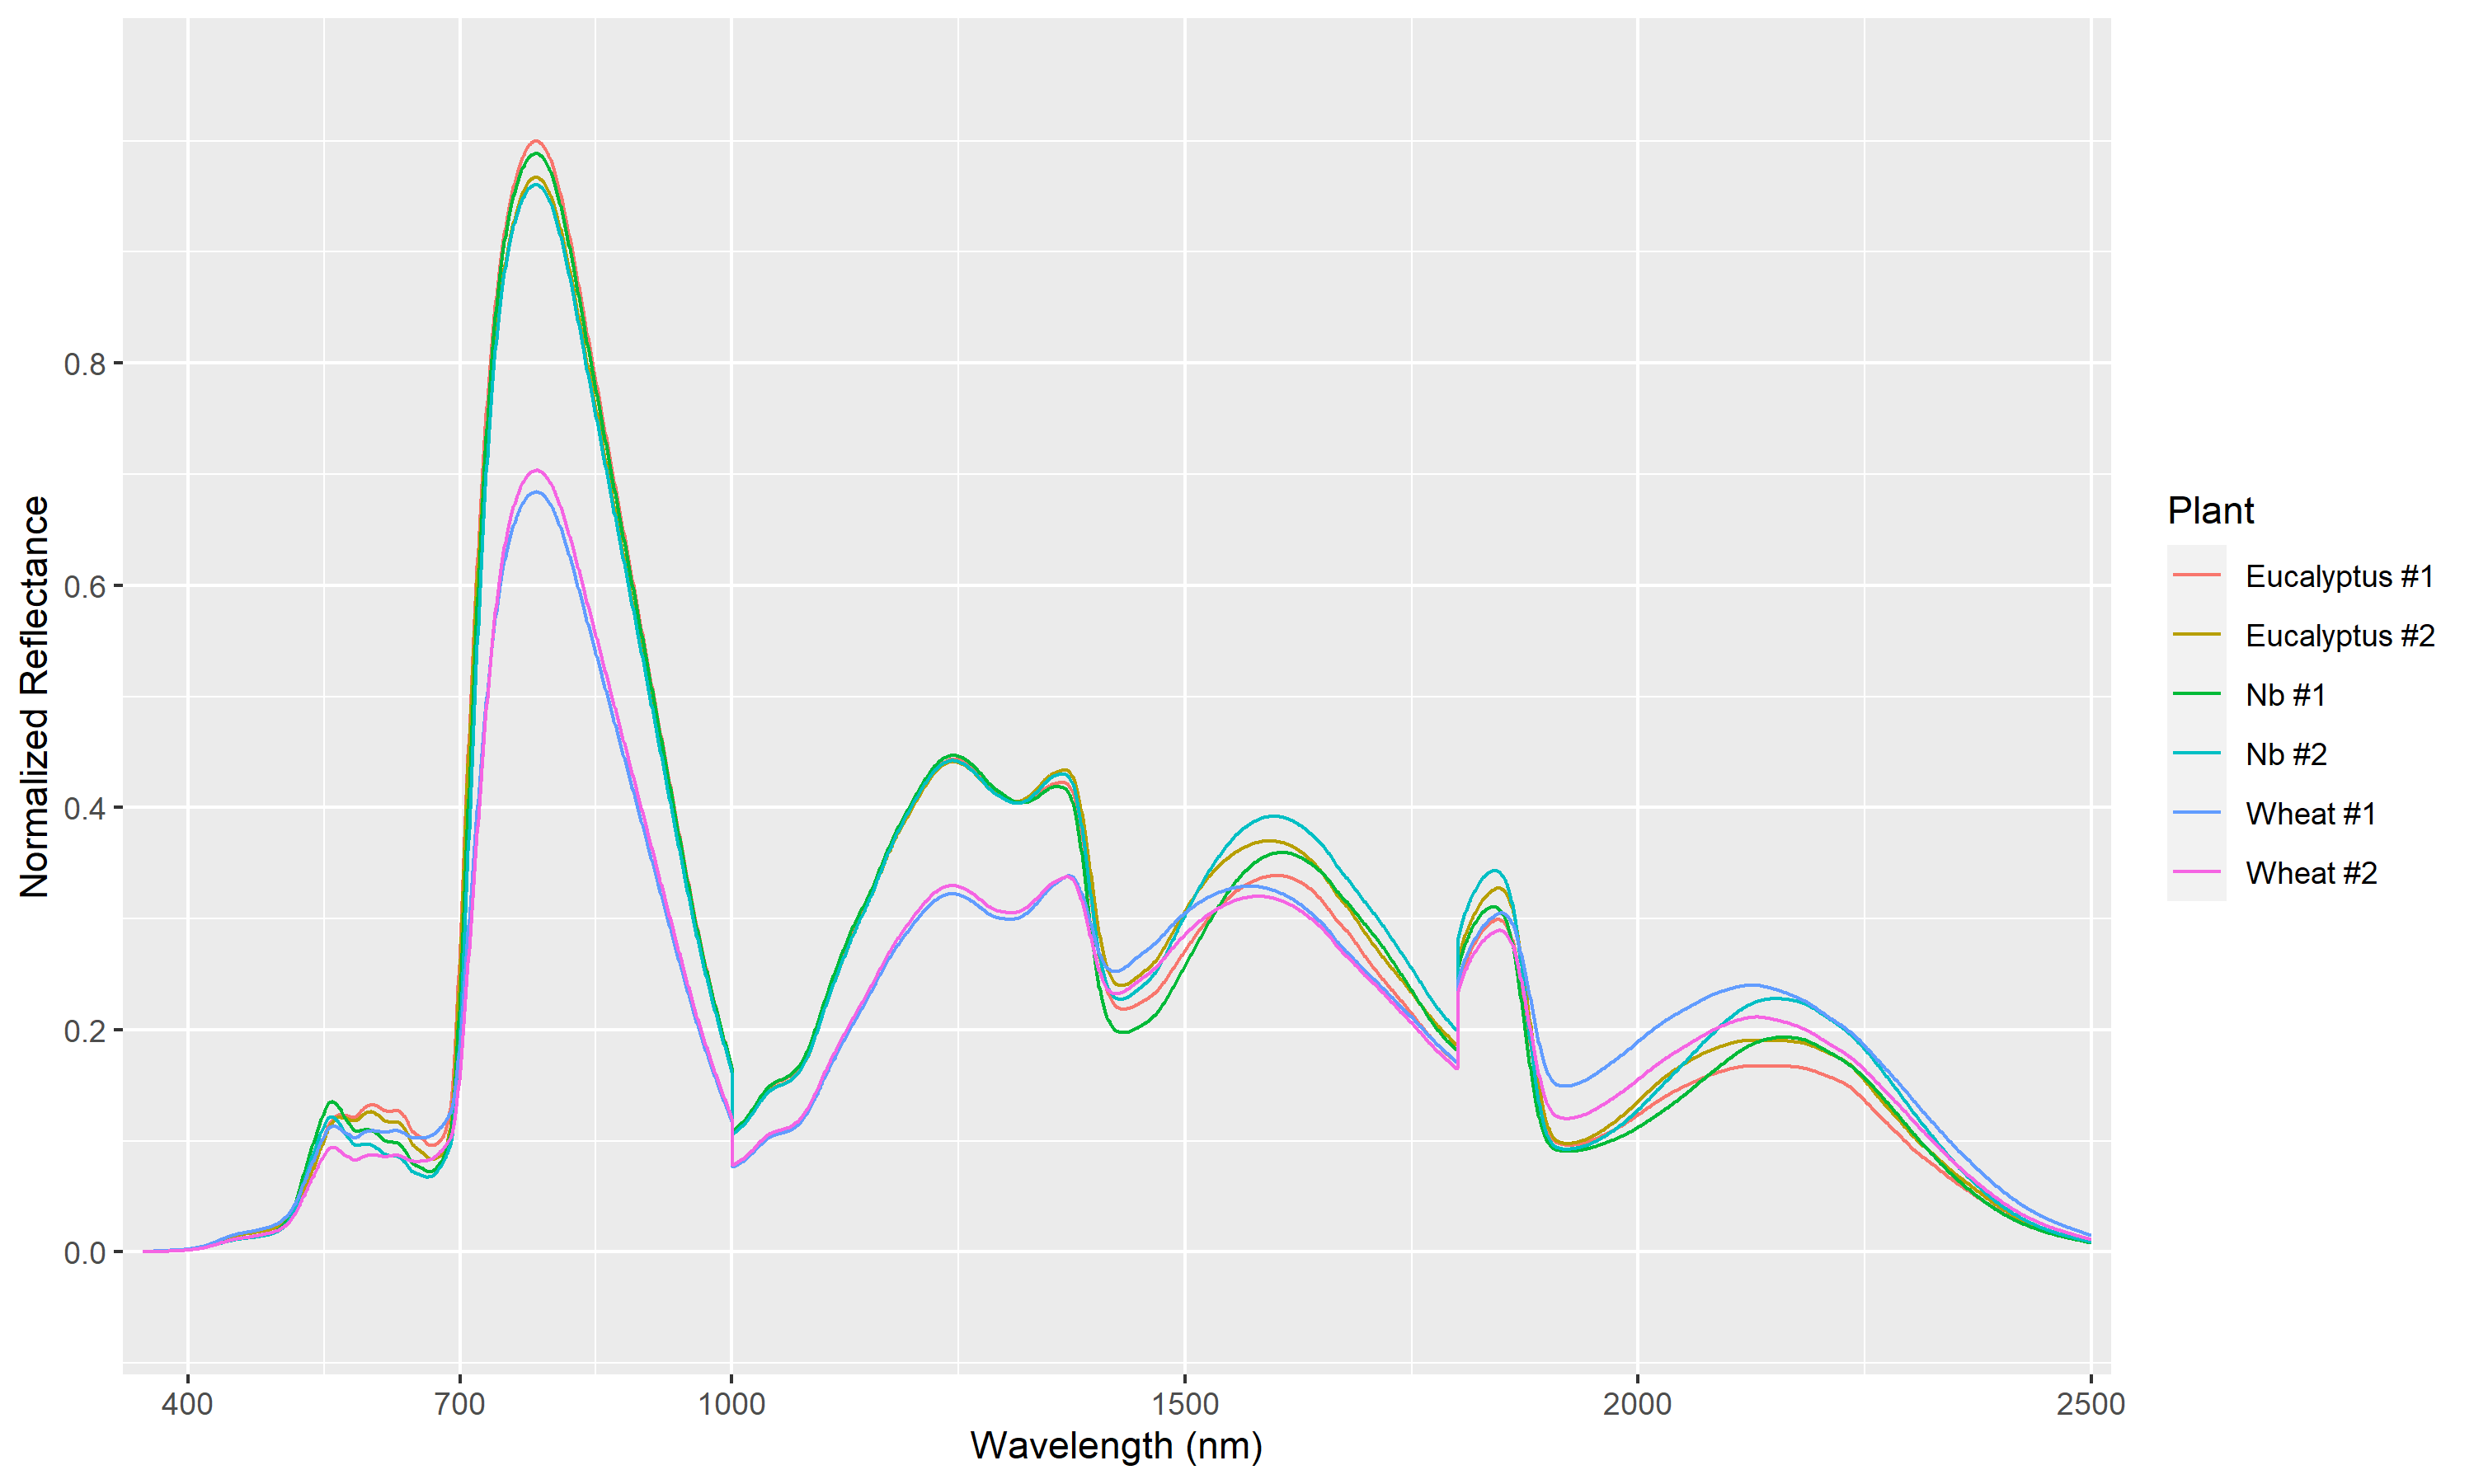 Normalized Reflectance
0.8
0.6
0.4
0.2
0.0
400 700 1000 1500 2000 2500
Wavelength (nm)
Plant
Eucalyptus #1
Eucalyptus #2
Nb #1
Nb #2
Wheat #1
Wheat #2